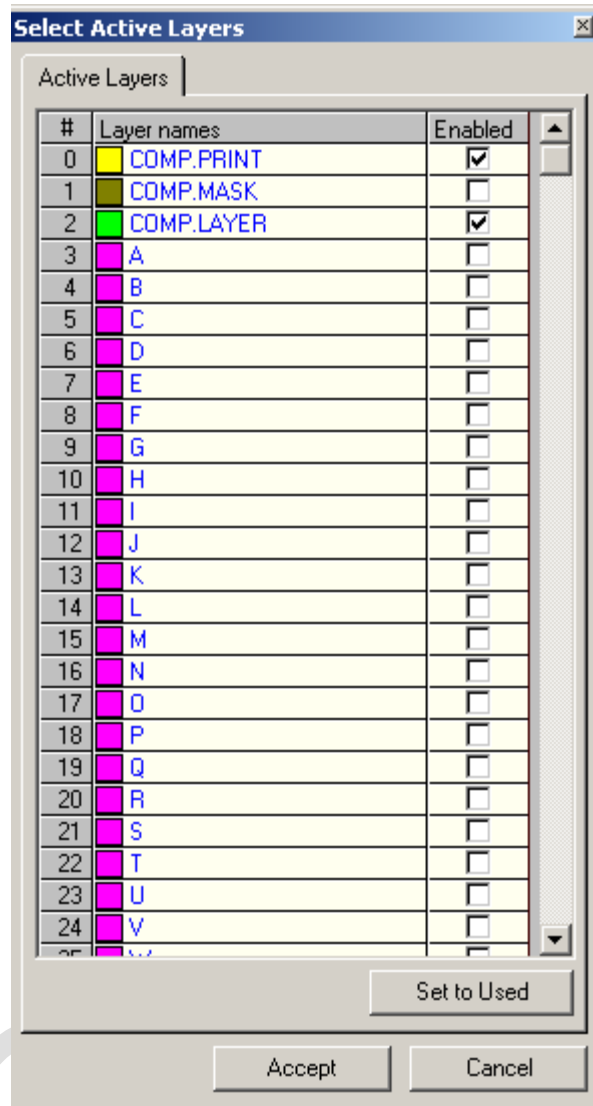 Select Active Layers
Active Layers
# Layer names Enabled
0 COMP.PRINT
1 COMP.MASK
2 COMP.LAYER
3 A
4 B
5 C
6 D
7 E
8 F
9 G
10 H
11 I
12 J
13 K
14 L
15 M
16 N
17 O
18 P
19 Q
20 R
21 S
22 T
23 U
24 V
Set to Used
Accept Cancel